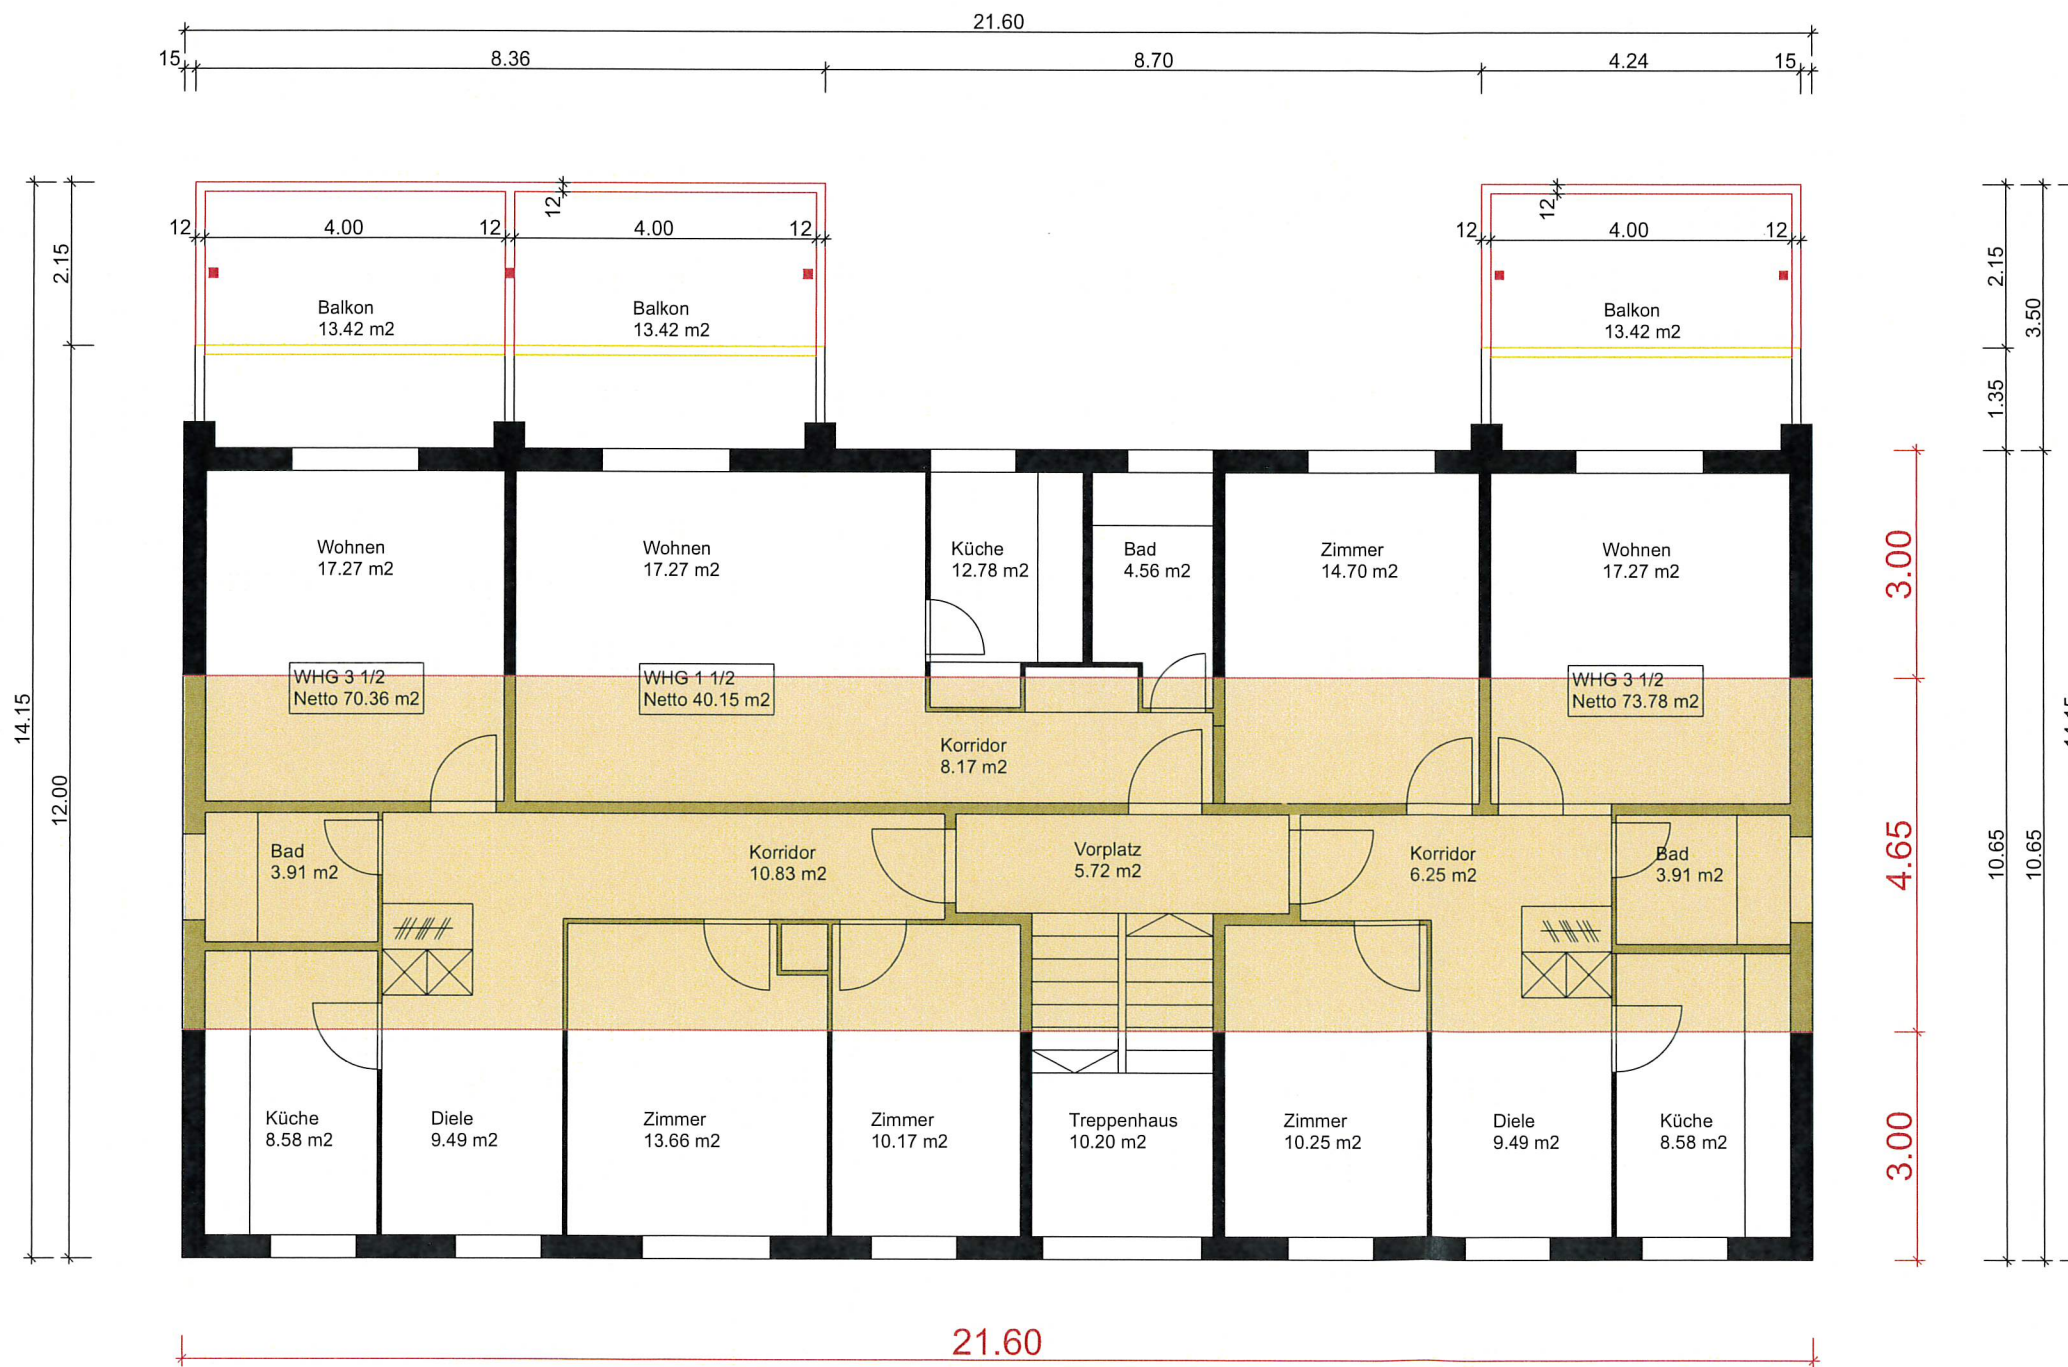 21.60
15 8.36 8.70 4.24 15
12
12
12 4.00 12 4.00 12
12 4.00 12
2.15
2.15
3.50
1.35
Balkon
13.42 m2
Balkon
13.42 m2
Balkon
13.42 m2
Wohnen
17.27 m2
Wohnen
17.27 m2
Küche
12.78 m2
Bad
4.56 m2
Zimmer
14.70 m2
Wohnen
17.27 m2
3.00
WHG 3 1/2
Netto 70.36 m2
WHG 1 1/2
Netto 40.15 m2
WHG 3 1/2
Netto 73.78 m2
14.15
12.00
Korridor
8.17 m2
Bad
3.91 m2
Korridor
10.83 m2
Vorplatz
5.72 m2
Korridor
6.25 m2
Bad
3.91 m2
4.65
10.65
10.65
Küche
8.58 m2
Diele
9.49 m2
Zimmer
13.66 m2
Zimmer
10.17 m2
Treppenhaus
10.20 m2
Zimmer
10.25 m2
Diele
9.49 m2
Küche
8.58 m2
3.00
21.60